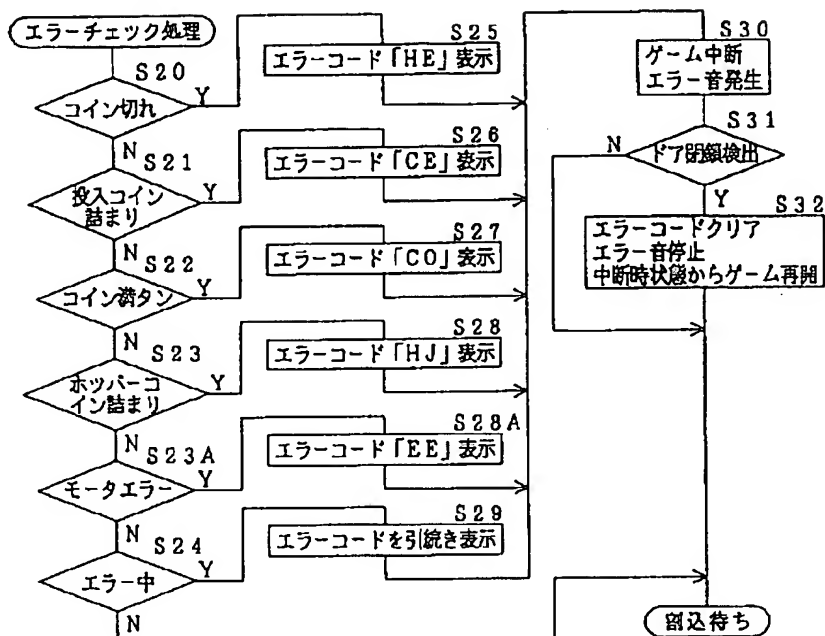 エラーチェック処理
S20
コイン切れ
Y
N
S21
投入コイン
詰まり
Y
N
S22
コイン満タン
Y
N
S23
ホッパーコ
イン詰まり
Y
N
S23A
モータエラー
Y
N
S24
エラー中
Y
N
S25
エラーコード「HE」表示
S26
エラーコード「CE」表示
S27
エラーコード「CO」表示
S28
エラーコード「HJ」表示
S28A
エラーコード「EE」表示
S29
エラーコードを引続き表示
S30
ゲーム中断
エラー音発生
S31
ドア閉鎖検出
N
Y
S32
エラーコードクリア
エラー音停止
中断時状態からゲーム再開
割込待ち